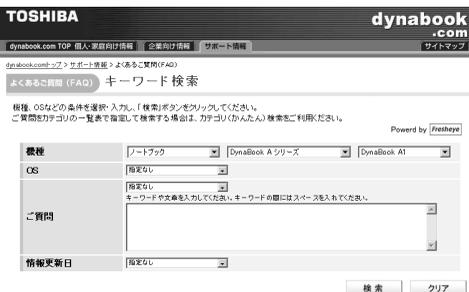 TOSHIBA
dynabook
.com
dynabook.com TOP 個人・家庭向け情報 企業向け情報 サポート情報 サイトマップ
dynabook.comトップ > サポート情報 > よくあるご質問(FAQ)
よくあるご質問 (FAQ) キーワード検索
機種、OSなどの条件を選択・入力し、「検索」ボタンをクリックしてください。
ご質問をカテゴリの一覧表で指定して検索する場合は、カテゴリ(かんたん)検索をご利用ください。
Powerd by Fresheye
機種 ノートブック DynaBook A シリーズ DynaBook A1
OS 指定なし
ご質問 指定なし
キーワードや文章を入力してください。キーワードの間にはスペースを入れてください。
情報更新日 指定なし
検 索 クリア